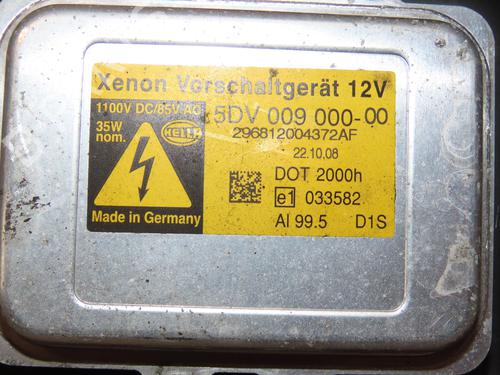 Xenon Vorschaltgerät 12V
1100V DC/85V AC
35W
nom.
HELLA
5DV 009 000-00
296812004372AF
22.10.08
DOT 2000h
e1 033582
Made in Germany
Al 99.5 D1S